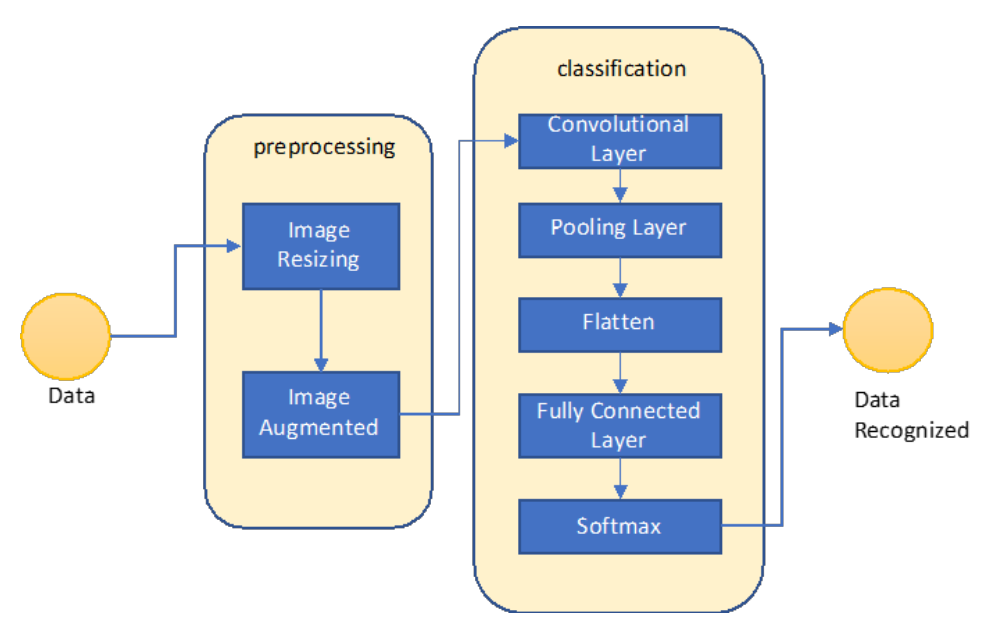 Data
preprocessing
Image
Resizing
Image
Augmented
classification
Convolutional
Layer
Pooling Layer
Flatten
Fully Connected
Layer
Softmax
Data
Recognized